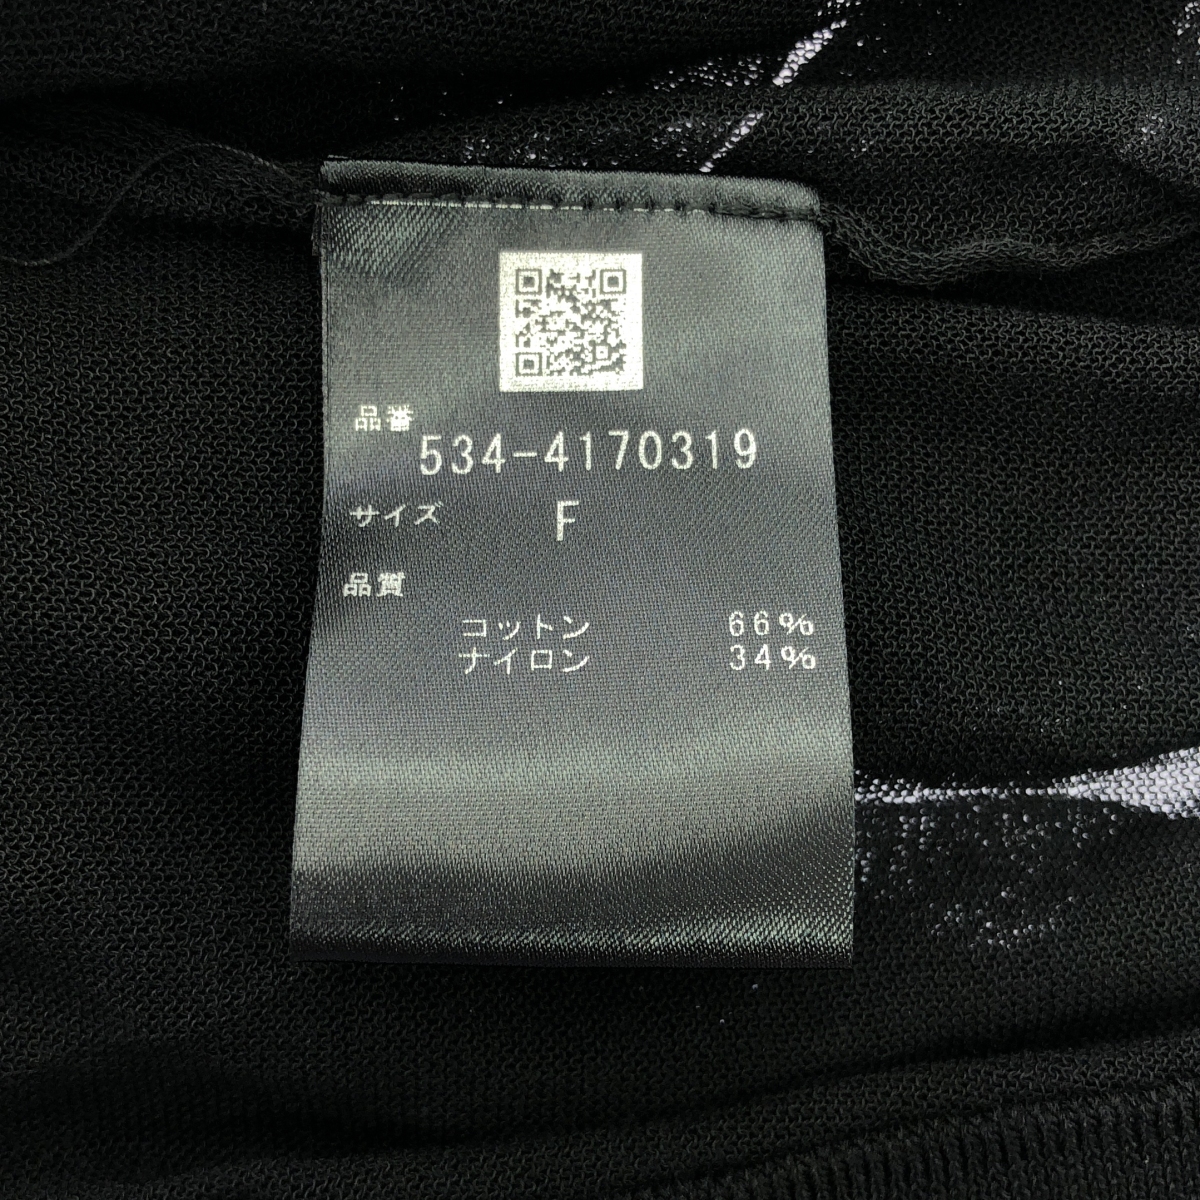 品番
534-4170319
サイズ F
品質
コットン 66%
ナイロン 34%